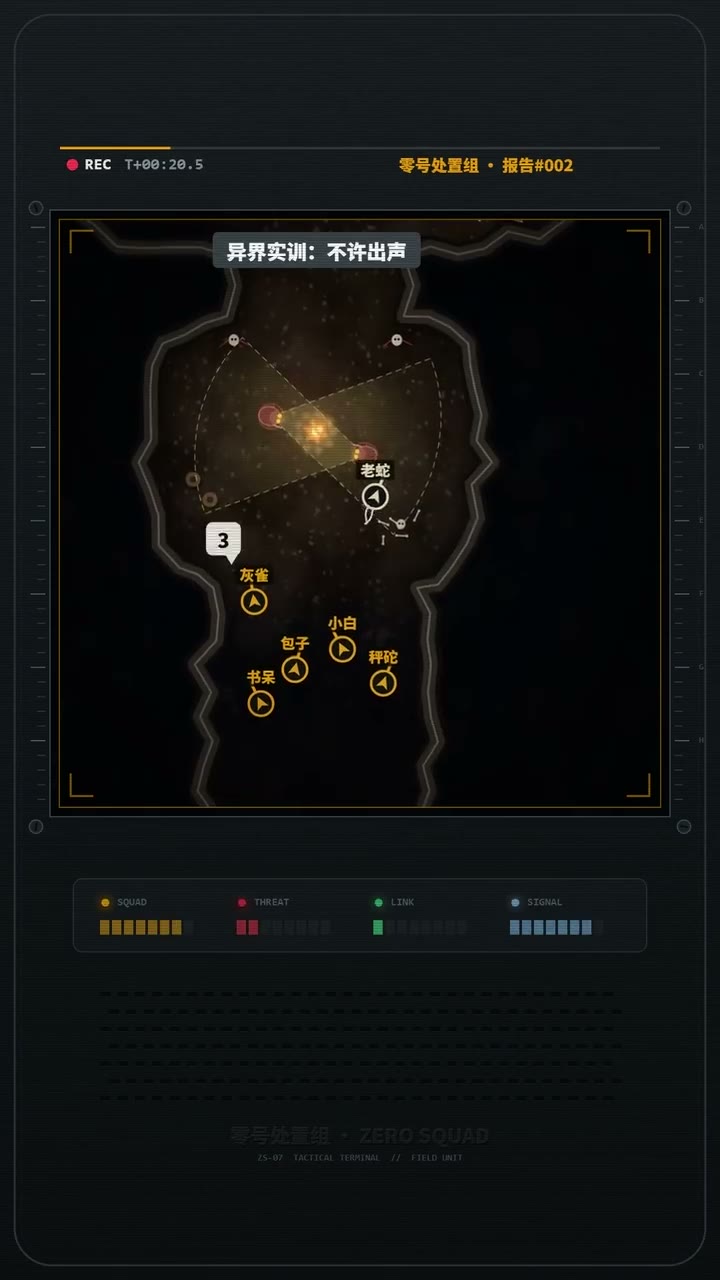 REC T+00:20.5 零号处置组 · 报告#002
异界实训：不许出声
老蛇
3
灰雀
小白
包子
秤砣
书呆
SQUAD THREAT LINK SIGNAL
零号处置组 · ZERO SQUAD
ZS-07 TACTICAL TERMINAL // FIELD UNIT
A
B
C
D
E
F
G
H